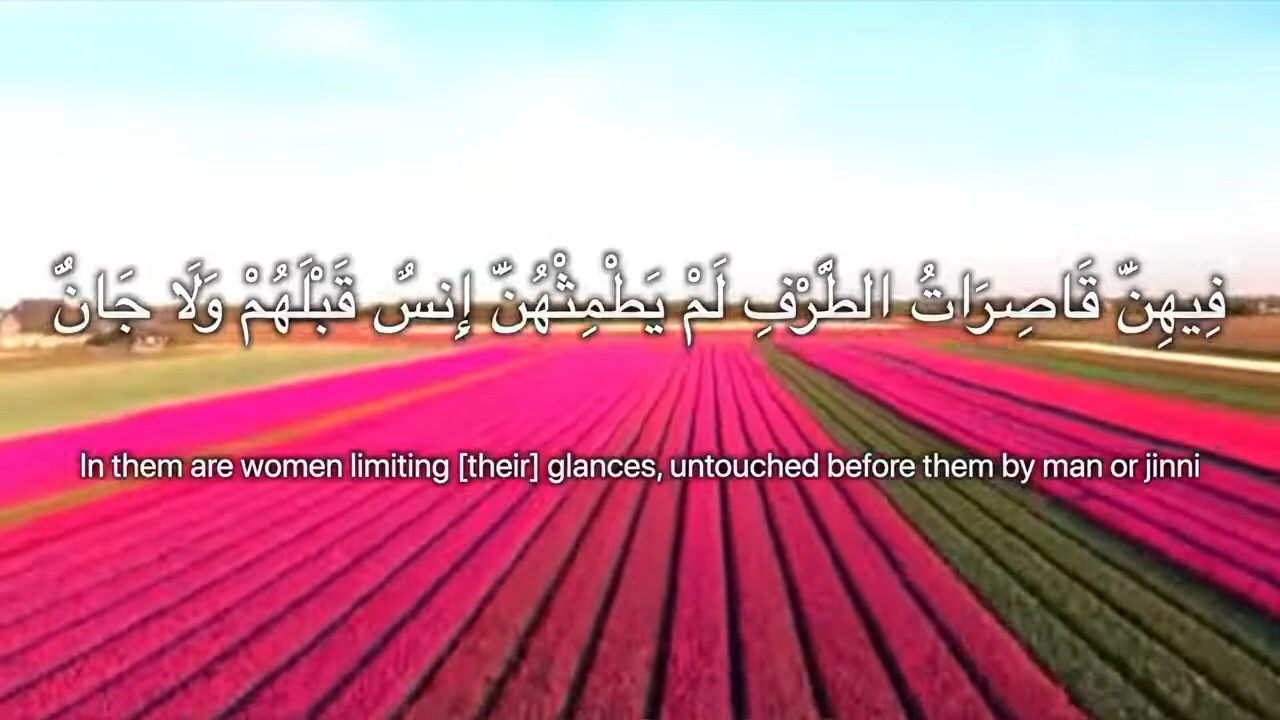 فِيهِنَّ قَاصِرَاتُ الطَّرْفِ لَمْ يَطْمِثْهُنَّ إِنسٌ قَبْلَهُمْ وَلَا جَانٌّ
In them are women limiting [their] glances, untouched before them by man or jinni